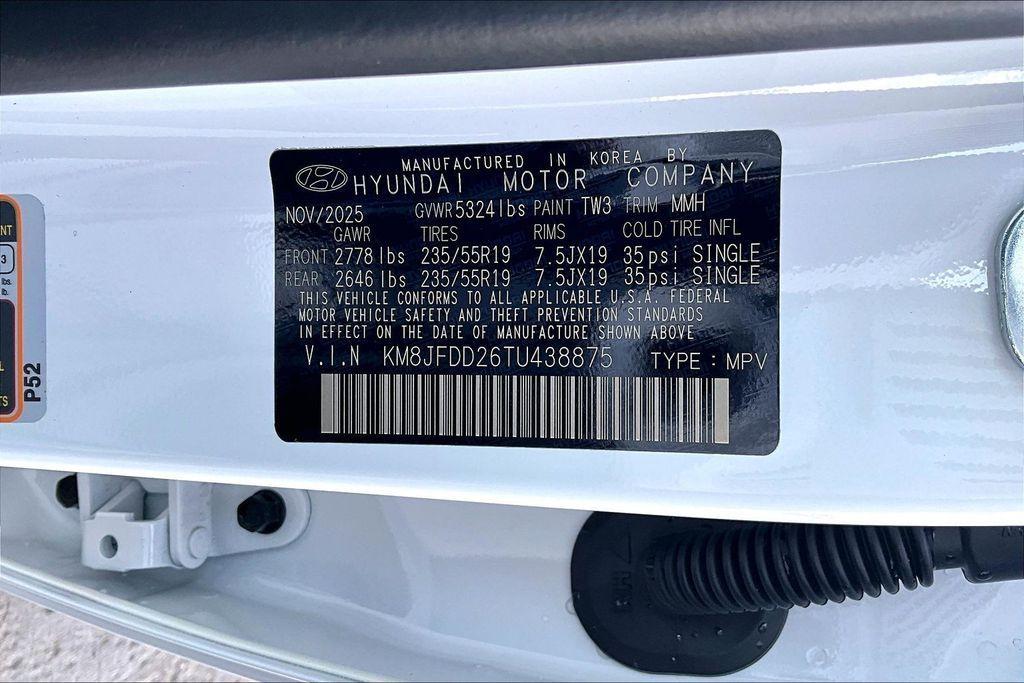 MANUFACTURED IN KOREA BY
HYUNDAI MOTOR COMPANY
NOV/2025 GVWR 5324 lbs PAINT TW3 TRIM MMH
GAWR TIRES RIMS COLD TIRE INFL
FRONT 2778 lbs 235/55R19 7.5JX19 35psi SINGLE
REAR 2646 lbs 235/55R19 7.5JX19 35psi SINGLE
THIS VEHICLE CONFORMS TO ALL APPLICABLE U.S.A. FEDERAL
MOTOR VEHICLE SAFETY AND THEFT PREVENTION STANDARDS
IN EFFECT ON THE DATE OF MANUFACTURE SHOWN ABOVE
V.I.N KM8JFDD26TU438875 TYPE : MPV
3
lbs.
lb.
P52